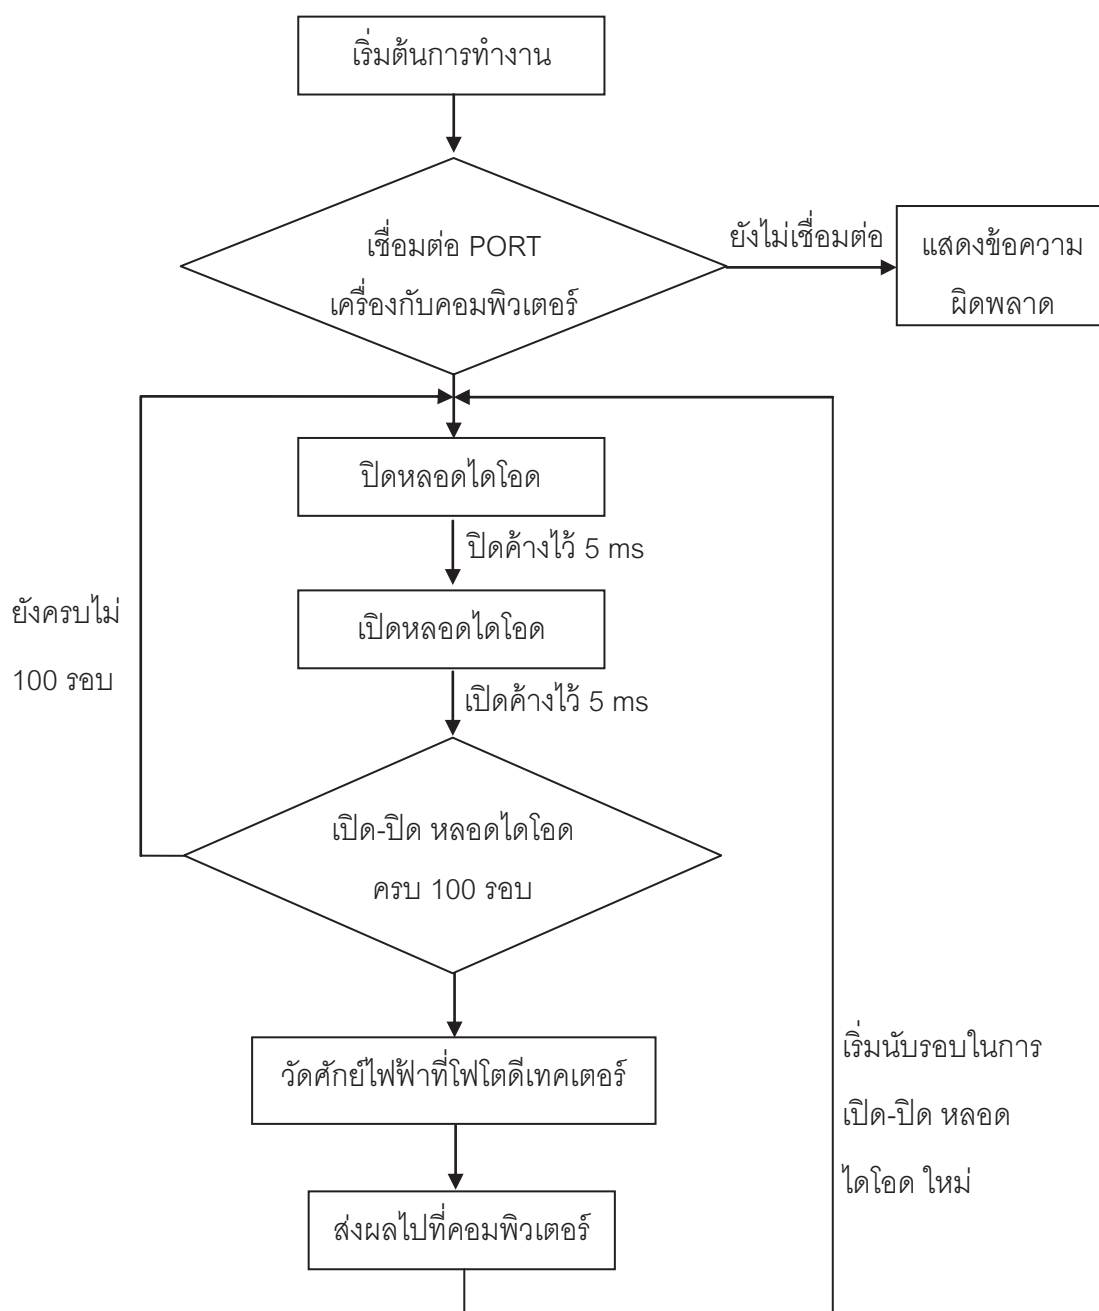 เริ่มต้นการทำงาน
เชื่อมต่อ PORT
เครื่องกับคอมพิวเตอร์
ยังไม่เชื่อมต่อ
แสดงข้อความ
ผิดพลาด
ปิดหลอดไดโอด
ปิดค้างไว้ 5 ms
เปิดหลอดไดโอด
เปิดค้างไว้ 5 ms
ยังครบไม่
100 รอบ
เปิด-ปิด หลอดไดโอด
ครบ 100 รอบ
วัดศักย์ไฟฟ้าที่โฟโตดีเทคเตอร์
ส่งผลไปที่คอมพิวเตอร์
เริ่มนับรอบในการ
เปิด-ปิด หลอด
ไดโอด ใหม่